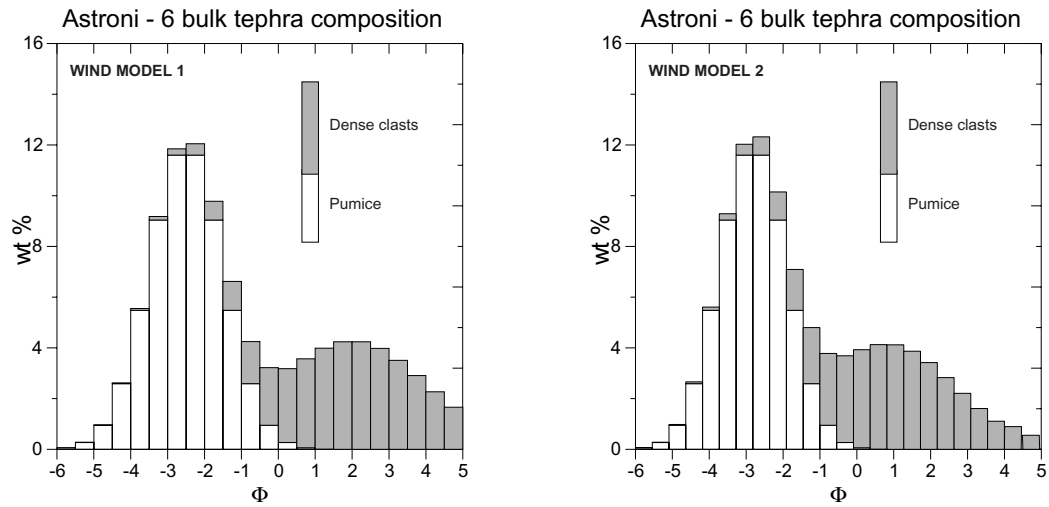 Astroni - 6 bulk tephra composition
16
12
8
4
0
wt %
WIND MODEL 1
Dense clasts
Pumice
-6 -5 -4 -3 -2 -1 0 1 2 3 4 5
Φ
Astroni - 6 bulk tephra composition
16
12
8
4
0
wt %
WIND MODEL 2
Dense clasts
Pumice
-6 -5 -4 -3 -2 -1 0 1 2 3 4 5
Φ